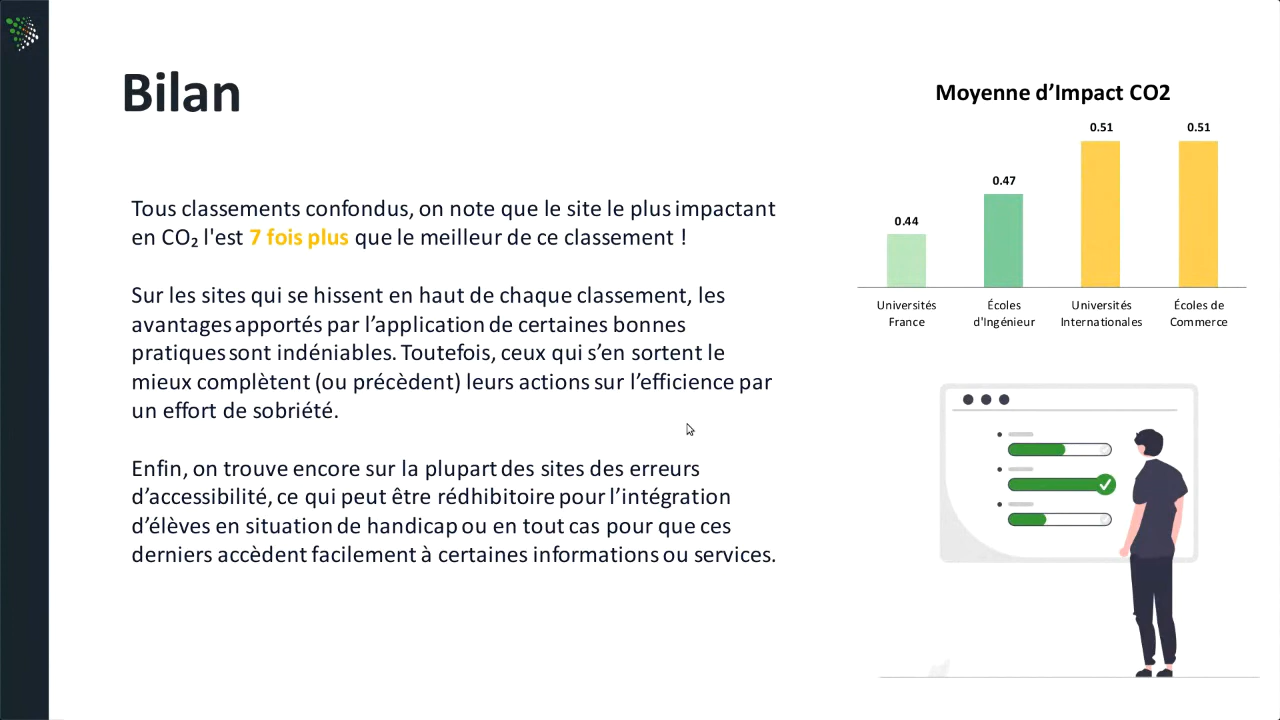 Bilan
Tous classements confondus, on note que le site le plus impactant
en CO₂ l'est 7 fois plus que le meilleur de ce classement !
Sur les sites qui se hissent en haut de chaque classement, les
avantages apportés par l’application de certaines bonnes
pratiques sont indéniables. Toutefois, ceux qui s’en sortent le
mieux complètent (ou précèdent) leurs actions sur l’efficience par
un effort de sobriété.
Enfin, on trouve encore sur la plupart des sites des erreurs
d’accessibilité, ce qui peut être rédhibitoire pour l’intégration
d’élèves en situation de handicap ou en tout cas pour que ces
derniers accèdent facilement à certaines informations ou services.
Moyenne d’Impact CO2
0.44
0.47
0.51
0.51
Universités
France
Écoles
d'Ingénieur
Universités
Internationales
Écoles de
Commerce